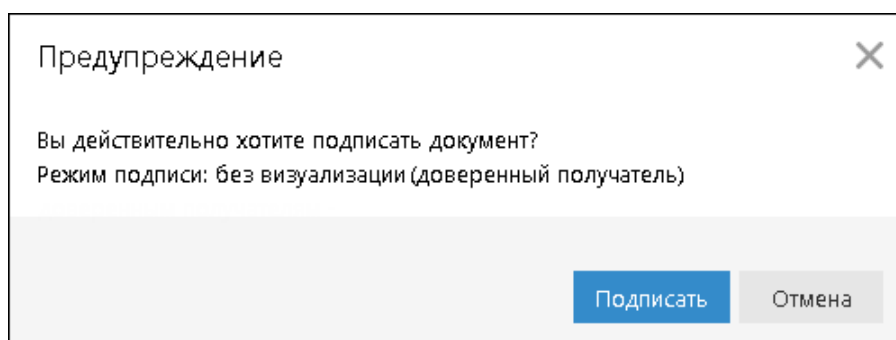 Предупреждение
Вы действительно хотите подписать документ?
Режим подписи: без визуализации (доверенный получатель)
Подписать Отмена